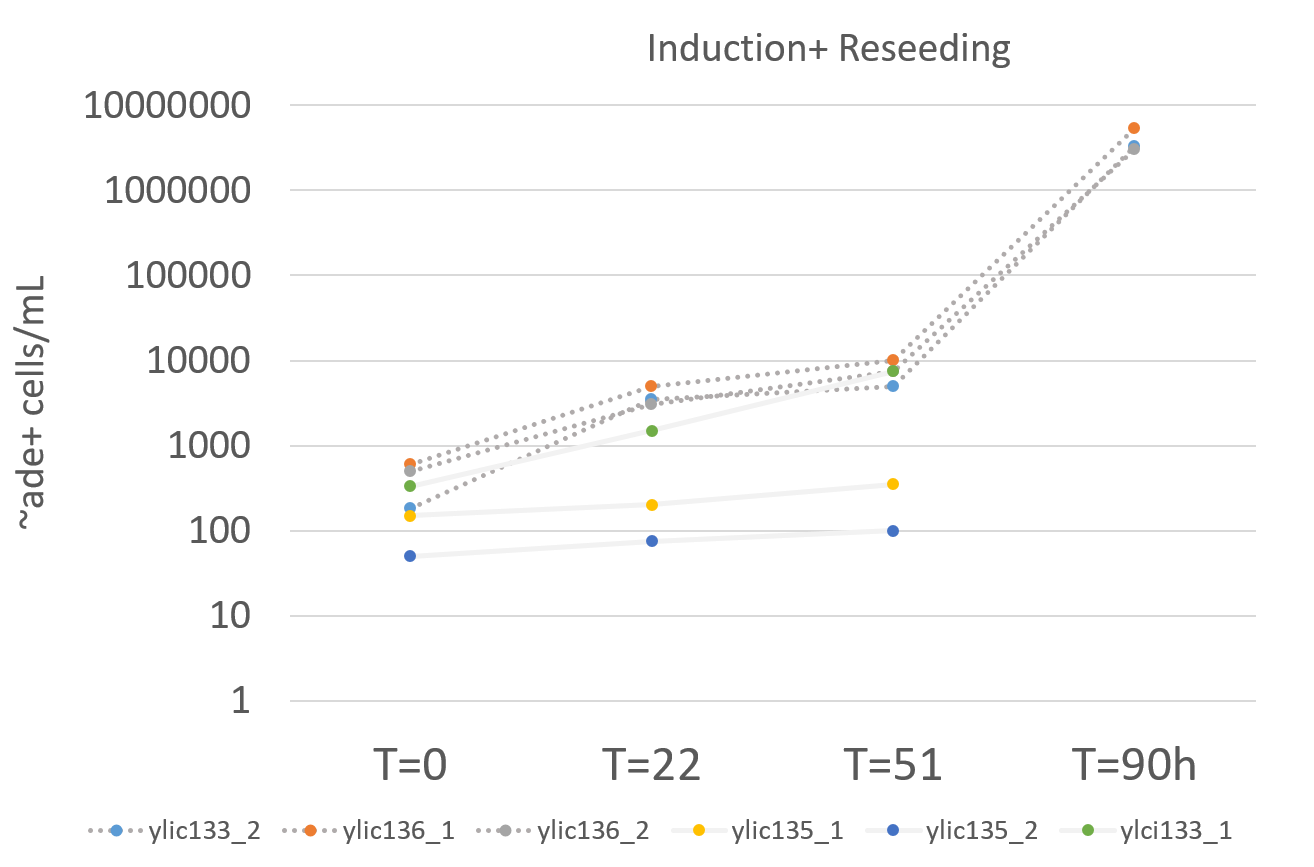 Induction+ Reseeding
~ade+ cells/mL
10000000
1000000
100000
10000
1000
100
10
1
T=0 T=22 T=51 T=90h
ylic133_2 ylic136_1 ylic136_2 ylic135_1 ylic135_2 ylci133_1